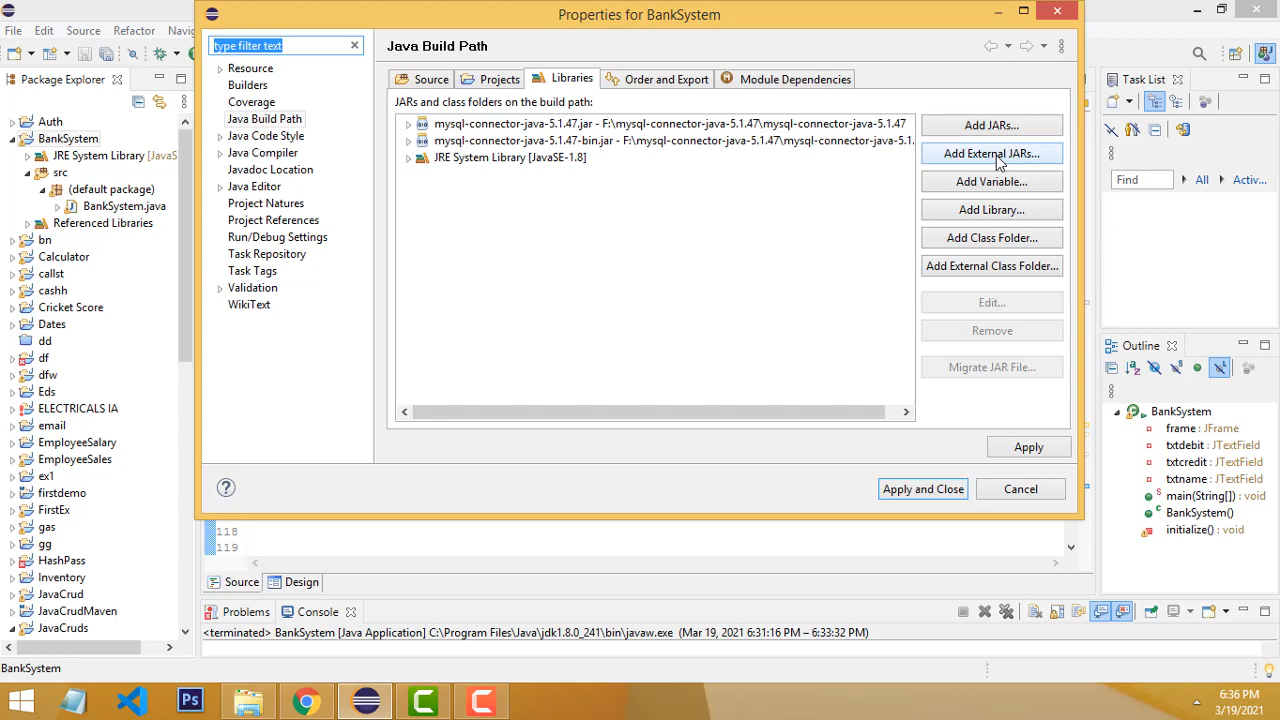 Properties for BankSystem
File Edit Source Refactor Navig
type filter text
Java Build Path
Package Explorer
Task List
Resource
Builders
Coverage
Java Build Path
Java Code Style
Java Compiler
Javadoc Location
Java Editor
Project Natures
Project References
Run/Debug Settings
Task Repository
Task Tags
Validation
WikiText
Source
Projects
Libraries
Order and Export
Module Dependencies
JARs and class folders on the build path:
mysql-connector-java-5.1.47.jar - F:\mysql-connector-java-5.1.47\mysql-connector-java-5.1.47
mysql-connector-java-5.1.47-bin.jar - F:\mysql-connector-java-5.1.47\mysql-connector-java-5.1.
JRE System Library [JavaSE-1.8]
Add JARs...
Add External JARs...
Add Variable...
Add Library...
Add Class Folder...
Add External Class Folder...
Edit...
Remove
Migrate JAR File...
Apply
Apply and Close
Cancel
Auth
BankSystem
JRE System Library [JavaS
src
(default package)
BankSystem.java
Referenced Libraries
bn
Calculator
callst
cashh
Cricket Score
Dates
dd
df
dfw
Eds
ELECTRICALS IA
email
EmployeeSalary
EmployeeSales
ex1
firstdemo
FirstEx
gas
gg
HashPass
Inventory
JavaCrud
JavaCrudMaven
JavaCruds
Find
All
Activ...
Outline
BankSystem
frame : JFrame
txtdebit : JTextField
txtcredit : JTextField
txtname : JTextField
main(String[]) : void
BankSystem()
initialize() : void
118
119
Source
Design
Problems
Console
<terminated> BankSystem [Java Application] C:\Program Files\Java\jdk1.8.0_241\bin\javaw.exe (Mar 19, 2021 6:31:16 PM – 6:33:32 PM)
BankSystem
Ps
6:36 PM
3/19/2021